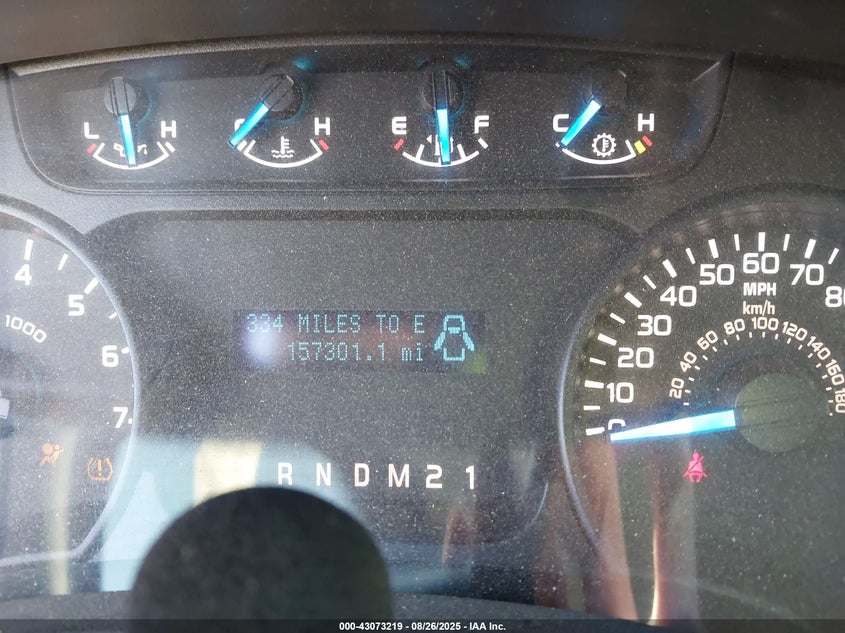 L H
C H
E F
C H
4
5
6
7
1000
334 MILES TO E
157301.1 mi
R N D M 2 1
0 10 20 30 40 50 60 70 80
MPH
km/h
20 40 60 80 100 120 140 160 180
000-43073219 - 08/26/2025 - IAA Inc.